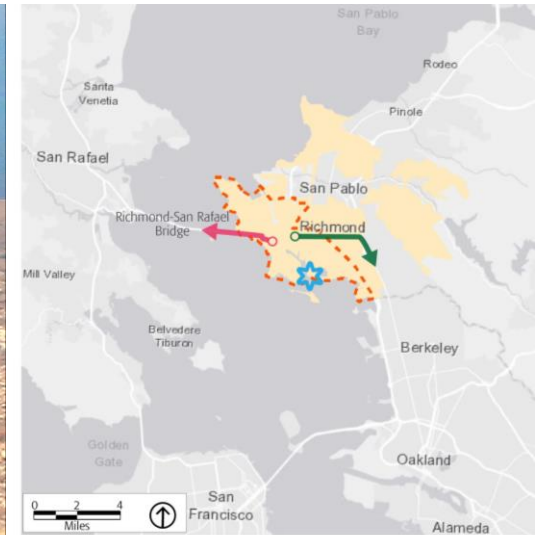 San Pablo
Bay
Rodeo
Santa
Venetia
Pinole
San Rafael
San Pablo
Richmond-San Rafael
Bridge
Richmond
Mill Valley
Belvedere
Tiburon
Berkeley
Golden
Gate
Oakland
San
Francisco
Alameda
0 2 4
Miles